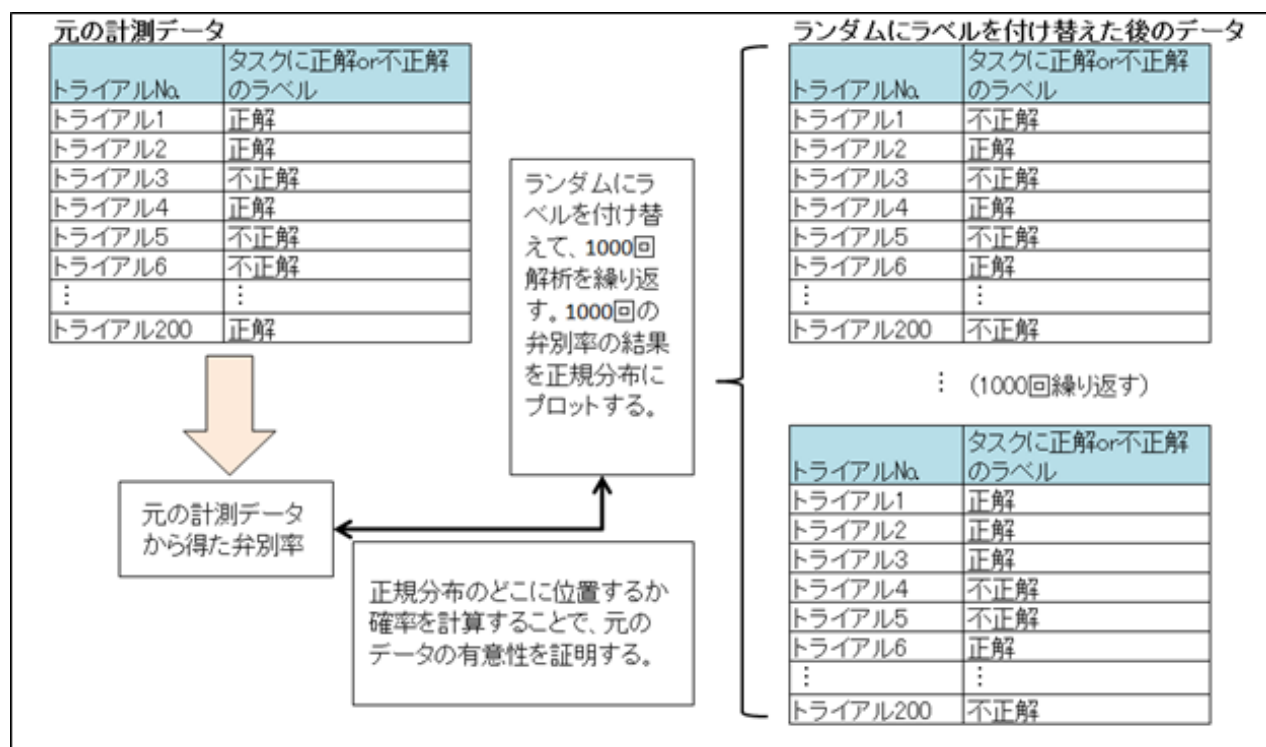 元の計測データ
トライアルNo. タスクに正解or不正解
のラベル
トライアル1 正解
トライアル2 正解
トライアル3 不正解
トライアル4 正解
トライアル5 不正解
トライアル6 不正解
⋮ ⋮
トライアル200 正解
元の計測データ
から得た弁別率
ランダムにラ
ベルを付け替
えて、1000回
解析を繰り返
す。1000回の
弁別率の結果
を正規分布に
プロットする。
正規分布のどこに位置するか
確率を計算することで、元の
データの有意性を証明する。
ランダムにラベルを付け替えた後のデータ
トライアルNo. タスクに正解or不正解
のラベル
トライアル1 不正解
トライアル2 正解
トライアル3 不正解
トライアル4 正解
トライアル5 不正解
トライアル6 正解
⋮ ⋮
トライアル200 不正解
⋮ (1000回繰り返す)
トライアルNo. タスクに正解or不正解
のラベル
トライアル1 正解
トライアル2 正解
トライアル3 正解
トライアル4 不正解
トライアル5 不正解
トライアル6 正解
⋮ ⋮
トライアル200 不正解